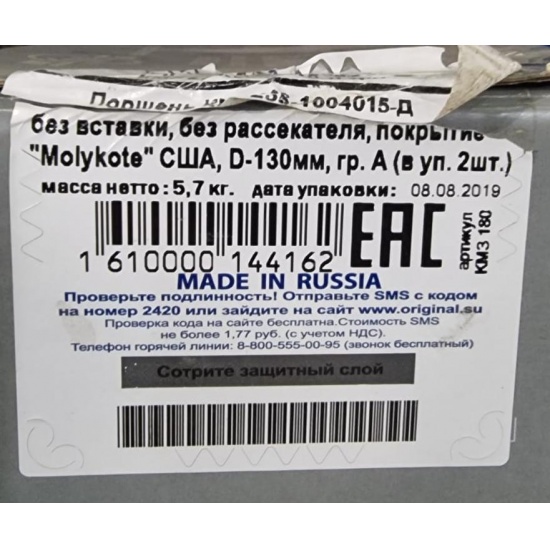 Поршень 1004015-Д
без вставки, без рассекателя, покрытие
"Molykote" США, D-130мм, гр. А (в уп. 2шт.)
масса нетто: 5,7 кг. дата упаковки: 08.08.2019
1 610000 144162
EAC
артикул
КМЗ 180
MADE IN RUSSIA
Проверьте подлинность! Отправьте SMS с кодом
на номер 2420 или зайдите на сайт www.original.su
Проверка кода на сайте бесплатна.Стоимость SMS
не более 1,77 руб. (с учетом НДС).
Телефон горячей линии: 8-800-555-00-95 (звонок бесплатный)
Сотрите защитный слой